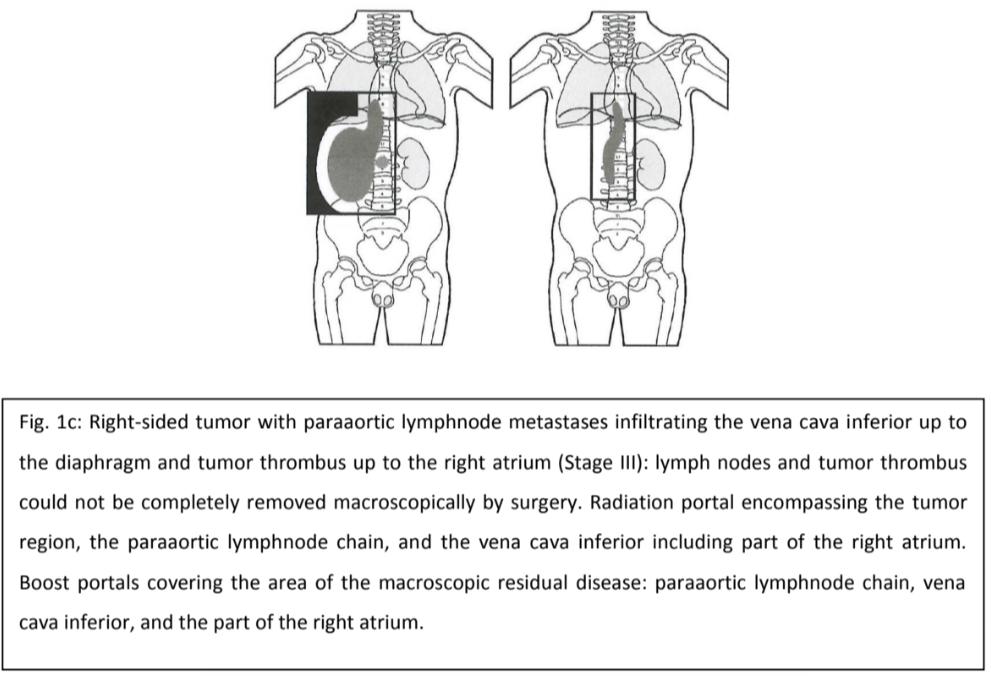 Fig. 1c: Right-sided tumor with paraaortic lymphnode metastases infiltrating the vena cava inferior up to
the diaphragm and tumor thrombus up to the right atrium (Stage III): lymph nodes and tumor thrombus
could not be completely removed macroscopically by surgery. Radiation portal encompassing the tumor
region, the paraaortic lymphnode chain, and the vena cava inferior including part of the right atrium.
Boost portals covering the area of the macroscopic residual disease: paraaortic lymphnode chain, vena
cava inferior, and the part of the right atrium.